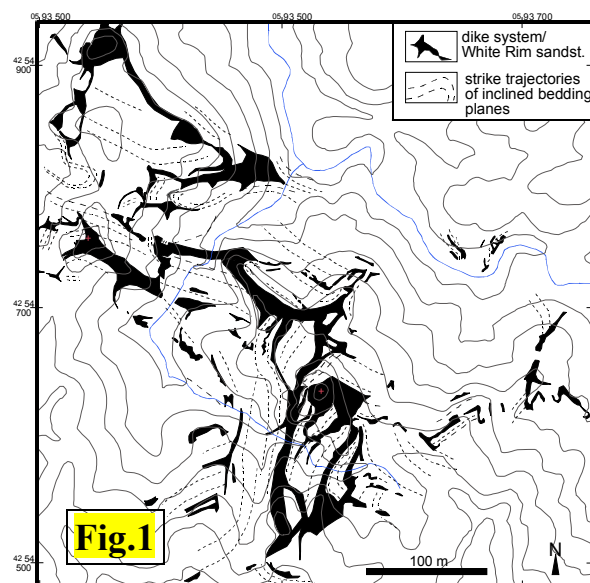 05 93 500
05 93 500
05 93 700
42 54
900
42 54
700
42 54
500
dike system/
White Rim sandst.
strike trajectories
of inclined bedding
planes
Fig.1
100 m
N